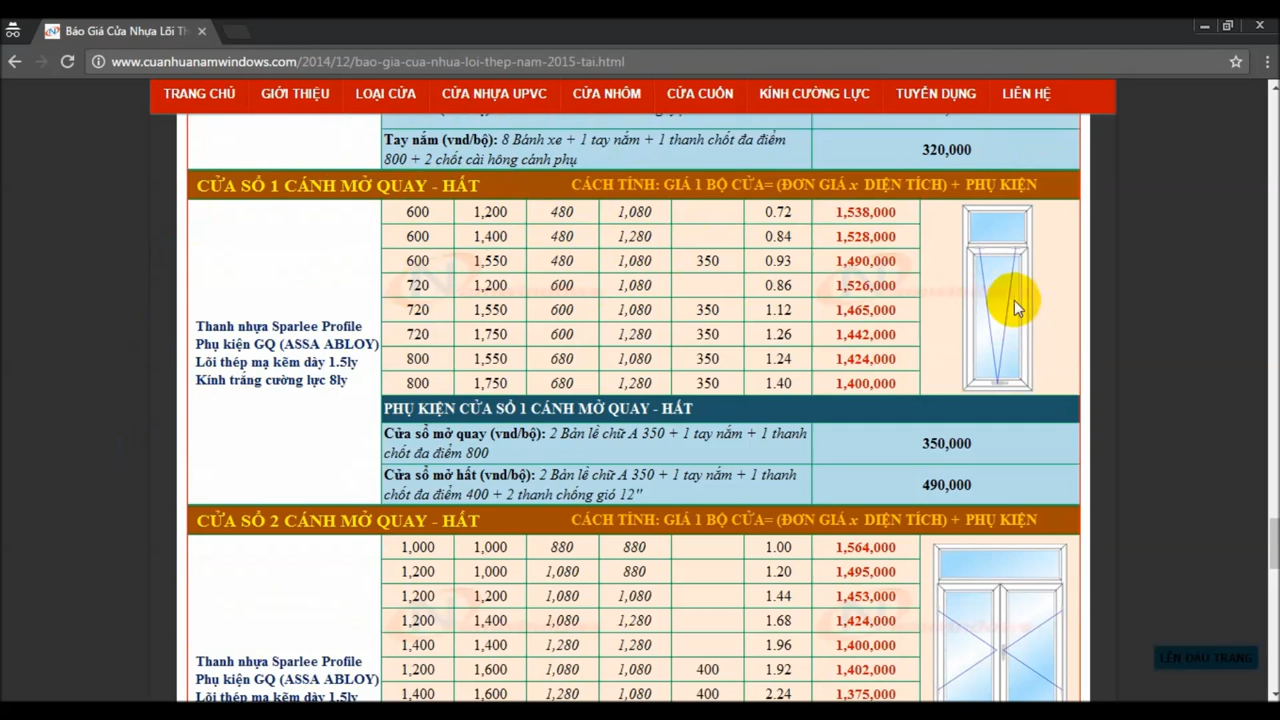 Báo Giá Cửa Nhựa Lõi Th
www.cuanhuanamwindows.com/2014/12/bao-gia-cua-nhua-loi-thep-nam-2015-tai.html
TRANG CHỦ GIỚI THIỆU LOẠI CỬA CỬA NHỰA UPVC CỬA NHÔM CỬA CUỐN KÍNH CƯỜNG LỰC TUYỂN DỤNG LIÊN HỆ
Tay nắm (vnđ/bộ): 8 Bánh xe + 1 tay nắm + 1 thanh chốt đa điểm
800 + 2 chốt cài hông cánh phụ
320,000
CỬA SỔ 1 CÁNH MỞ QUAY - HẤT CÁCH TÍNH: GIÁ 1 BỘ CỬA= (ĐƠN GIÁ x DIỆN TÍCH) + PHỤ KIỆN
600 1,200 480 1,080 0.72 1,538,000
600 1,400 480 1,280 0.84 1,528,000
600 1,550 480 1,080 350 0.93 1,490,000
720 1,200 600 1,080 0.86 1,526,000
720 1,550 600 1,080 350 1.12 1,465,000
720 1,750 600 1,280 350 1.26 1,442,000
800 1,550 680 1,080 350 1.24 1,424,000
800 1,750 680 1,280 350 1.40 1,400,000
Thanh nhựa Sparlee Profile
Phụ kiện GQ (ASSA ABLOY)
Lõi thép mạ kẽm dày 1.5ly
Kính trắng cường lực 8ly
PHỤ KIỆN CỬA SỔ 1 CÁNH MỞ QUAY - HẤT
Cửa sổ mở quay (vnđ/bộ): 2 Bản lề chữ A 350 + 1 tay nắm + 1 thanh
chốt đa điểm 800
350,000
Cửa sổ mở hất (vnđ/bộ): 2 Bản lề chữ A 350 + 1 tay nắm + 1 thanh
chốt đa điểm 400 + 2 thanh chống gió 12"
490,000
CỬA SỔ 2 CÁNH MỞ QUAY - HẤT CÁCH TÍNH: GIÁ 1 BỘ CỬA= (ĐƠN GIÁ x DIỆN TÍCH) + PHỤ KIỆN
1,000 1,000 880 880 1.00 1,564,000
1,200 1,000 1,080 880 1.20 1,495,000
1,200 1,200 1,080 1,080 1.44 1,453,000
1,200 1,400 1,080 1,280 1.68 1,424,000
1,400 1,400 1,280 1,280 1.96 1,400,000
1,200 1,600 1,080 1,080 400 1.92 1,402,000
1,400 1,600 1,280 1,080 400 2.24 1,375,000
Thanh nhựa Sparlee Profile
Phụ kiện GQ (ASSA ABLOY)
Lõi thép mạ kẽm dày 1.5ly
LÊN ĐẦU TRANG